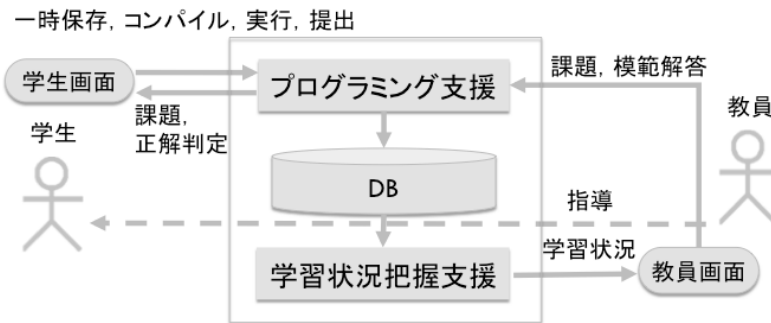 一時保存, コンパイル, 実行, 提出
学生画面
プログラミング支援
課題, 模範解答
課題,
正解判定
学生
教員
DB
指導
学習状況
学習状況把握支援
教員画面